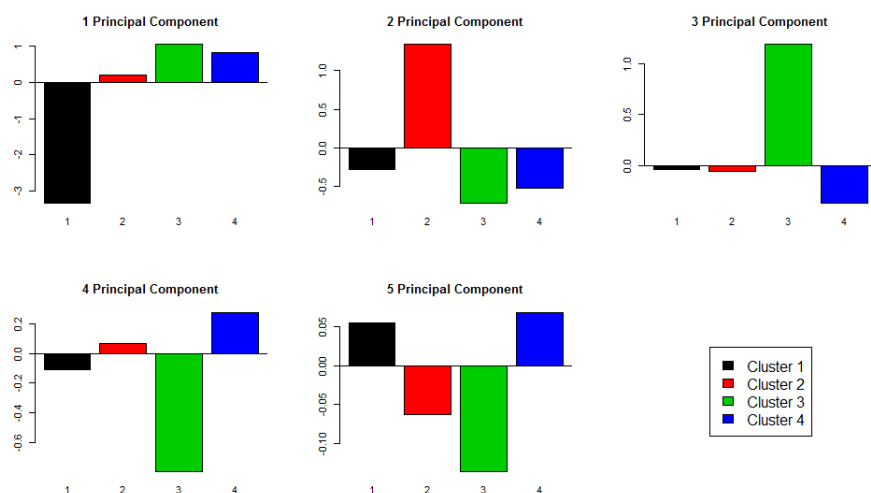 1 Principal Component
1
0
-1
-2
-3
1 2 3 4
2 Principal Component
1.0
0.5
0.0
-0.5
1 2 3 4
3 Principal Component
1.0
0.5
0.0
1 2 3 4
4 Principal Component
0.2
0.0
-0.2
-0.4
-0.6
1 2 3 4
5 Principal Component
0.05
0.00
-0.05
-0.10
1 2 3 4
Cluster 1
Cluster 2
Cluster 3
Cluster 4